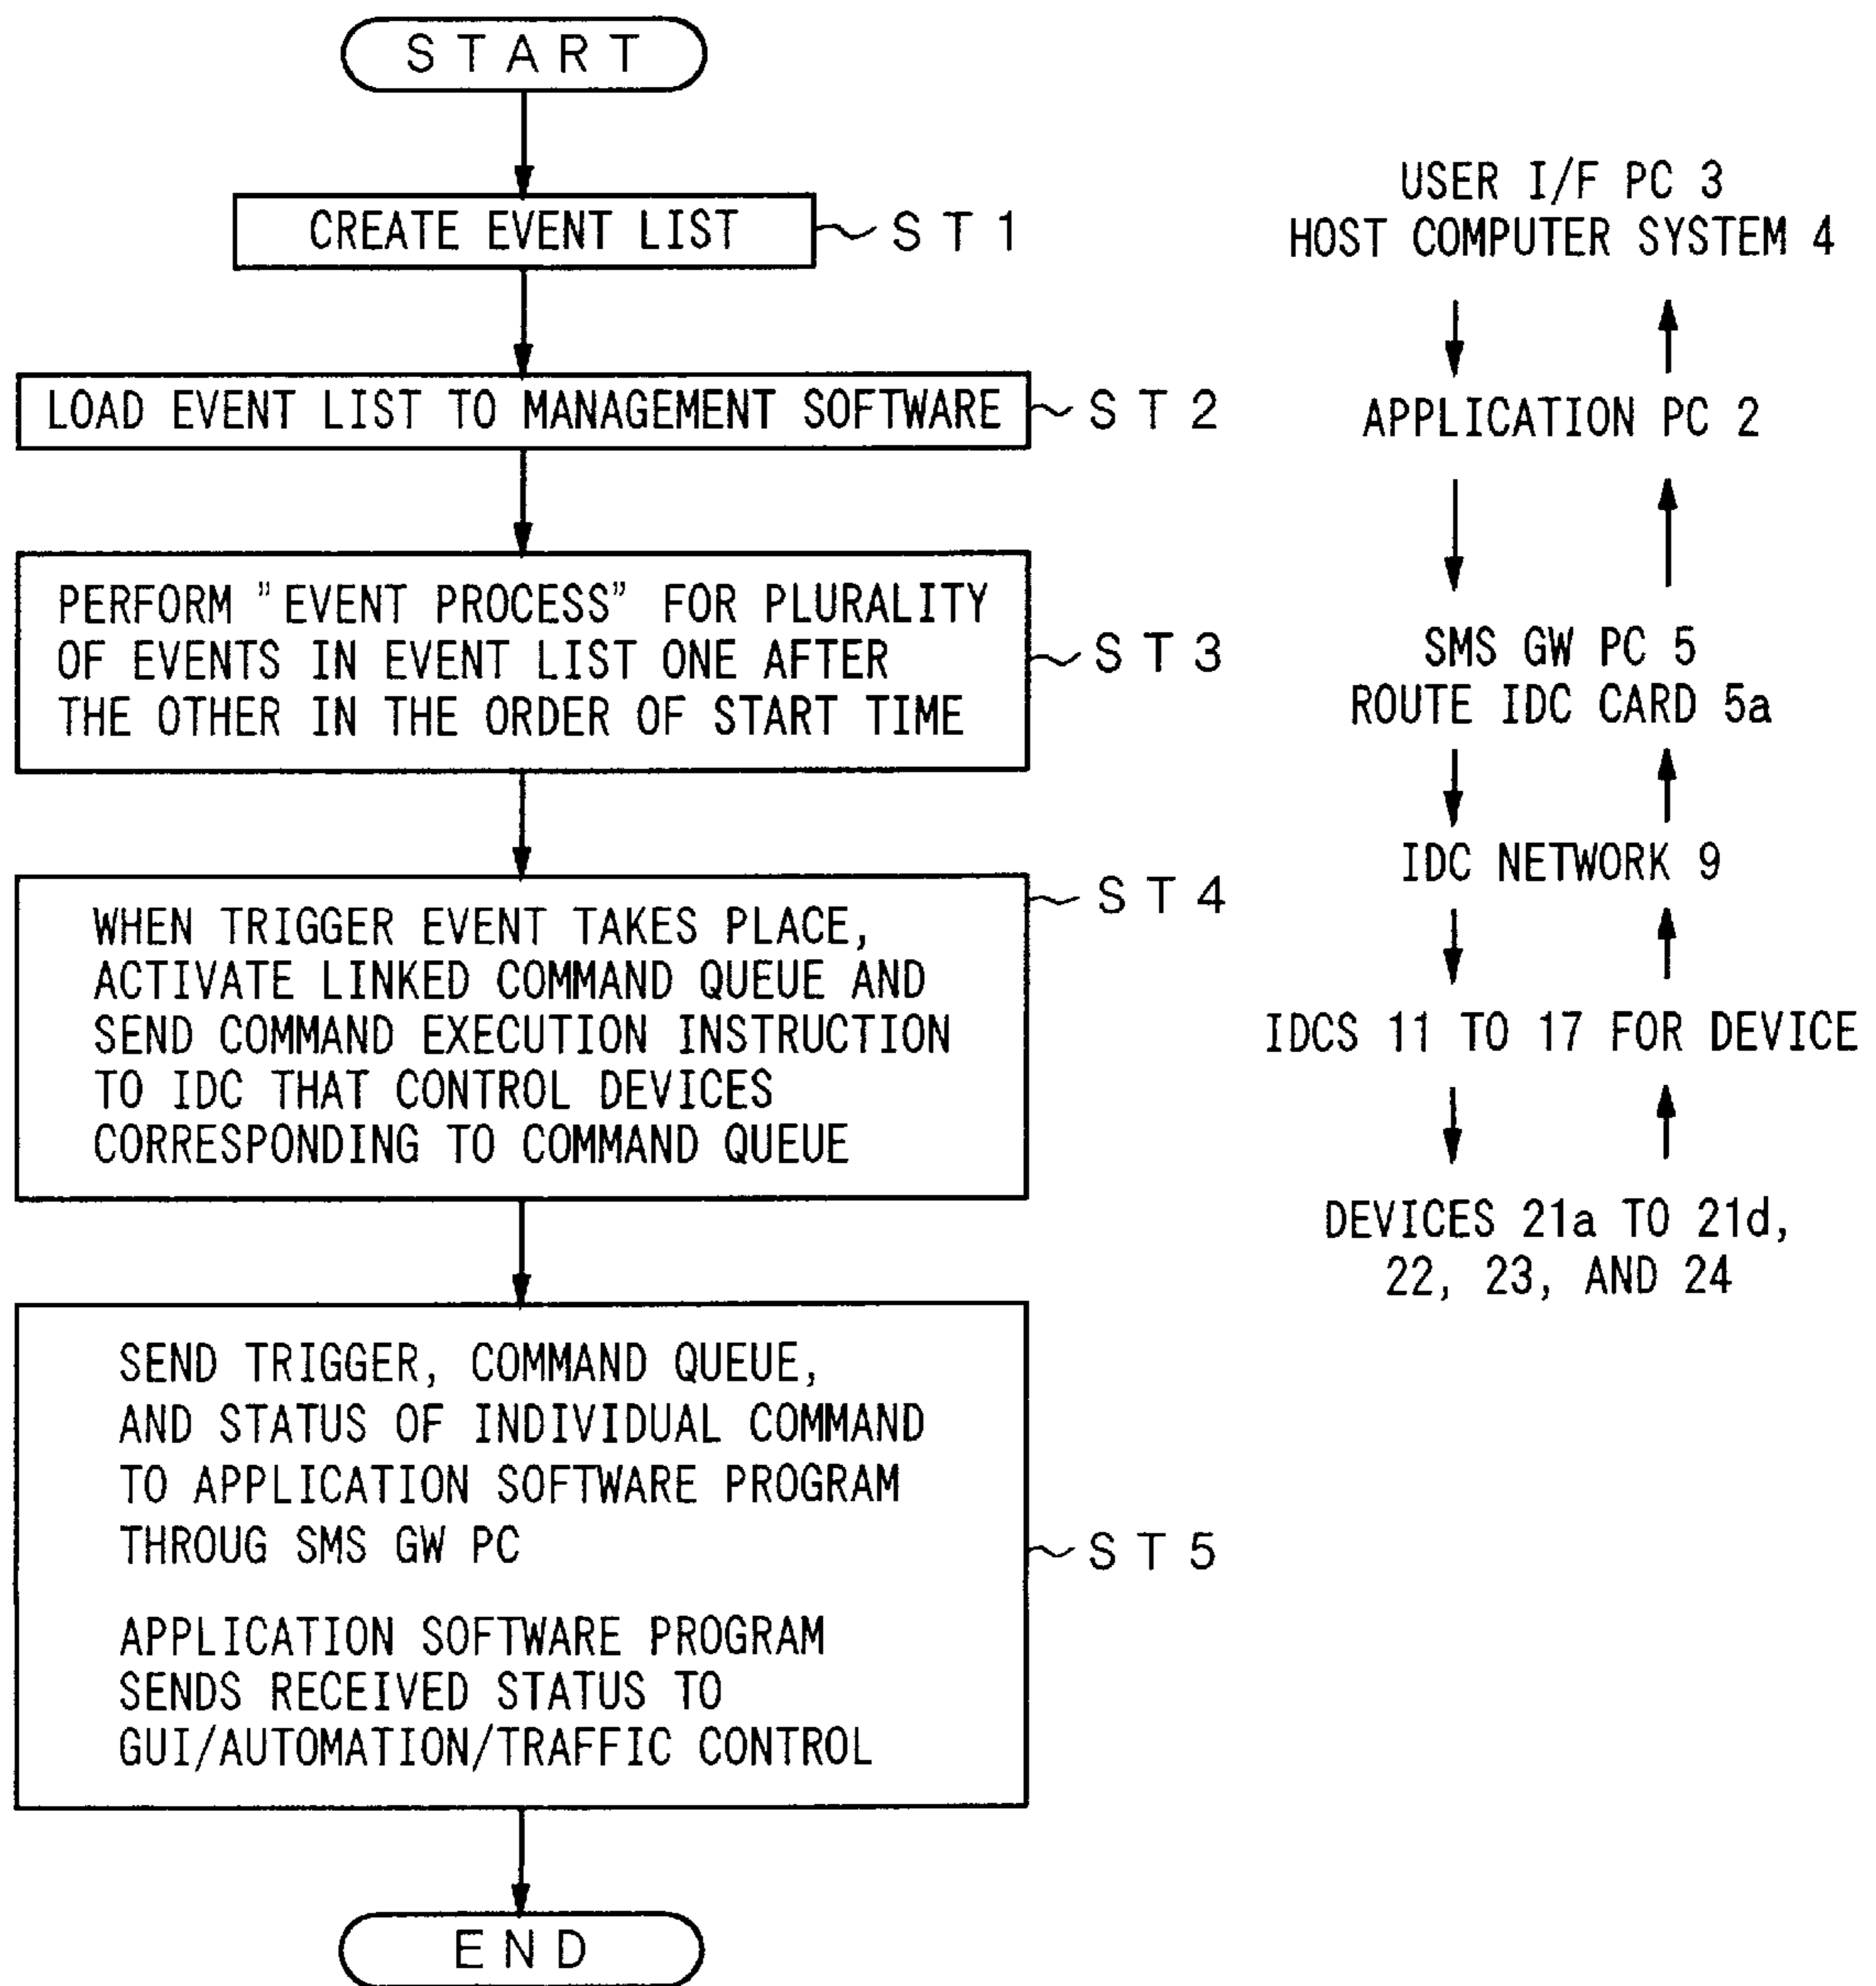 START
CREATE EVENT LIST
ST1
LOAD EVENT LIST TO MANAGEMENT SOFTWARE
ST2
PERFORM "EVENT PROCESS" FOR PLURALITY
OF EVENTS IN EVENT LIST ONE AFTER
THE OTHER IN THE ORDER OF START TIME
ST3
WHEN TRIGGER EVENT TAKES PLACE,
ACTIVATE LINKED COMMAND QUEUE AND
SEND COMMAND EXECUTION INSTRUCTION
TO IDC THAT CONTROL DEVICES
CORRESPONDING TO COMMAND QUEUE
ST4
SEND TRIGGER, COMMAND QUEUE,
AND STATUS OF INDIVIDUAL COMMAND
TO APPLICATION SOFTWARE PROGRAM
THROUG SMS GW PC
APPLICATION SOFTWARE PROGRAM
SENDS RECEIVED STATUS TO
GUI/AUTOMATION/TRAFFIC CONTROL
ST5
END
USER I/F PC 3
HOST COMPUTER SYSTEM 4
APPLICATION PC 2
SMS GW PC 5
ROUTE IDC CARD 5a
IDC NETWORK 9
IDCS 11 TO 17 FOR DEVICE
DEVICES 21a TO 21d,
22, 23, AND 24